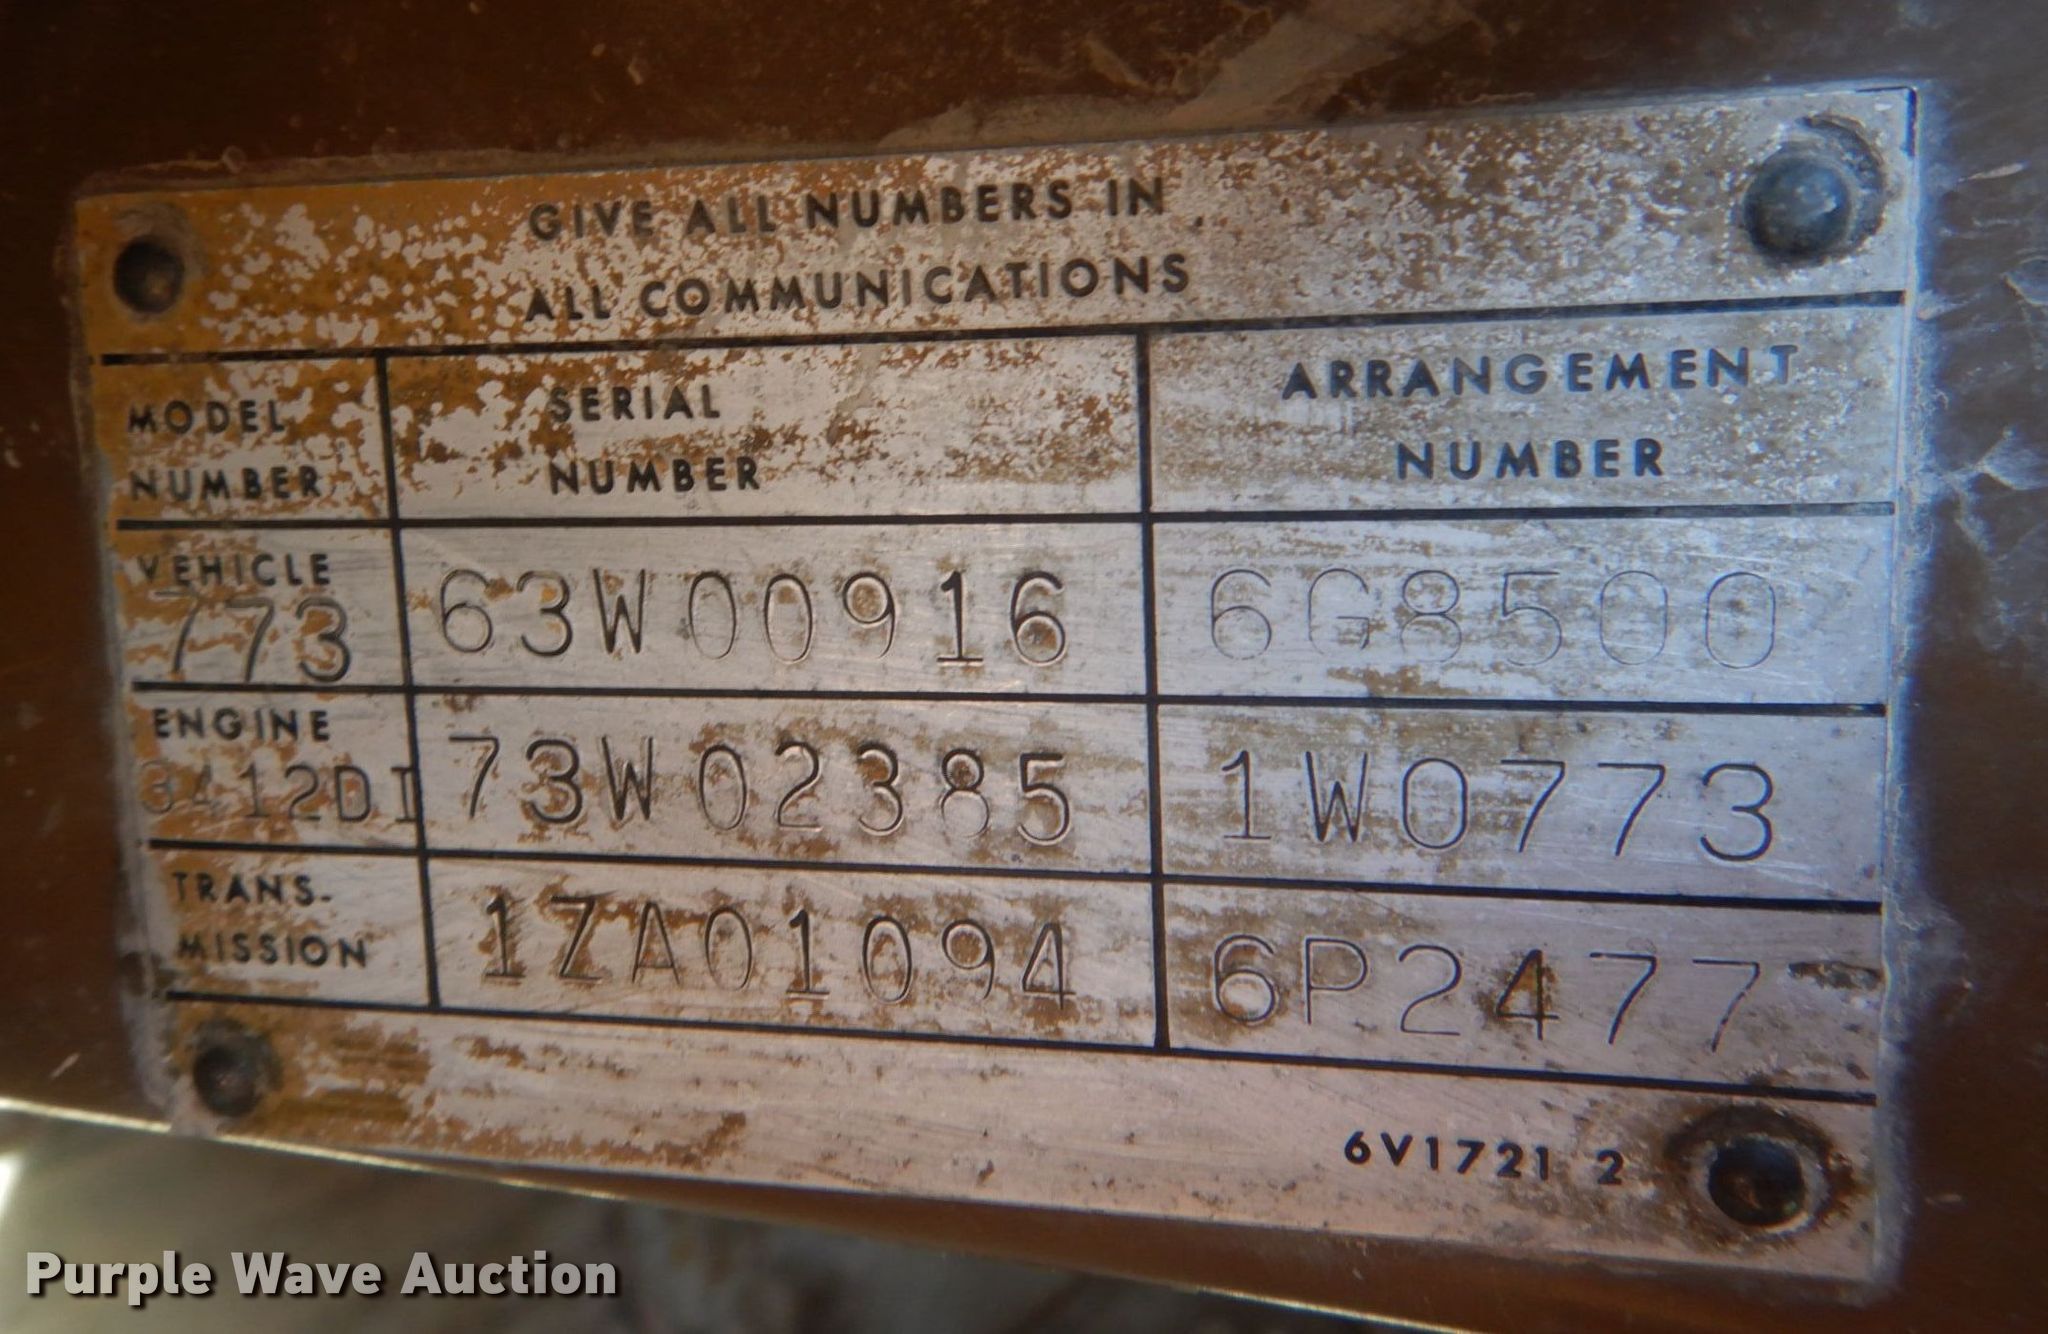 GIVE ALL NUMBERS IN
ALL COMMUNICATIONS
MODEL
NUMBER
SERIAL
NUMBER
ARRANGEMENT
NUMBER
VEHICLE
773
63W00916
6G8500
ENGINE
3412DI
73W02385
1W0773
TRANS-
MISSION
1ZA01094
6P2477
6V1721 2
Purple Wave Auction